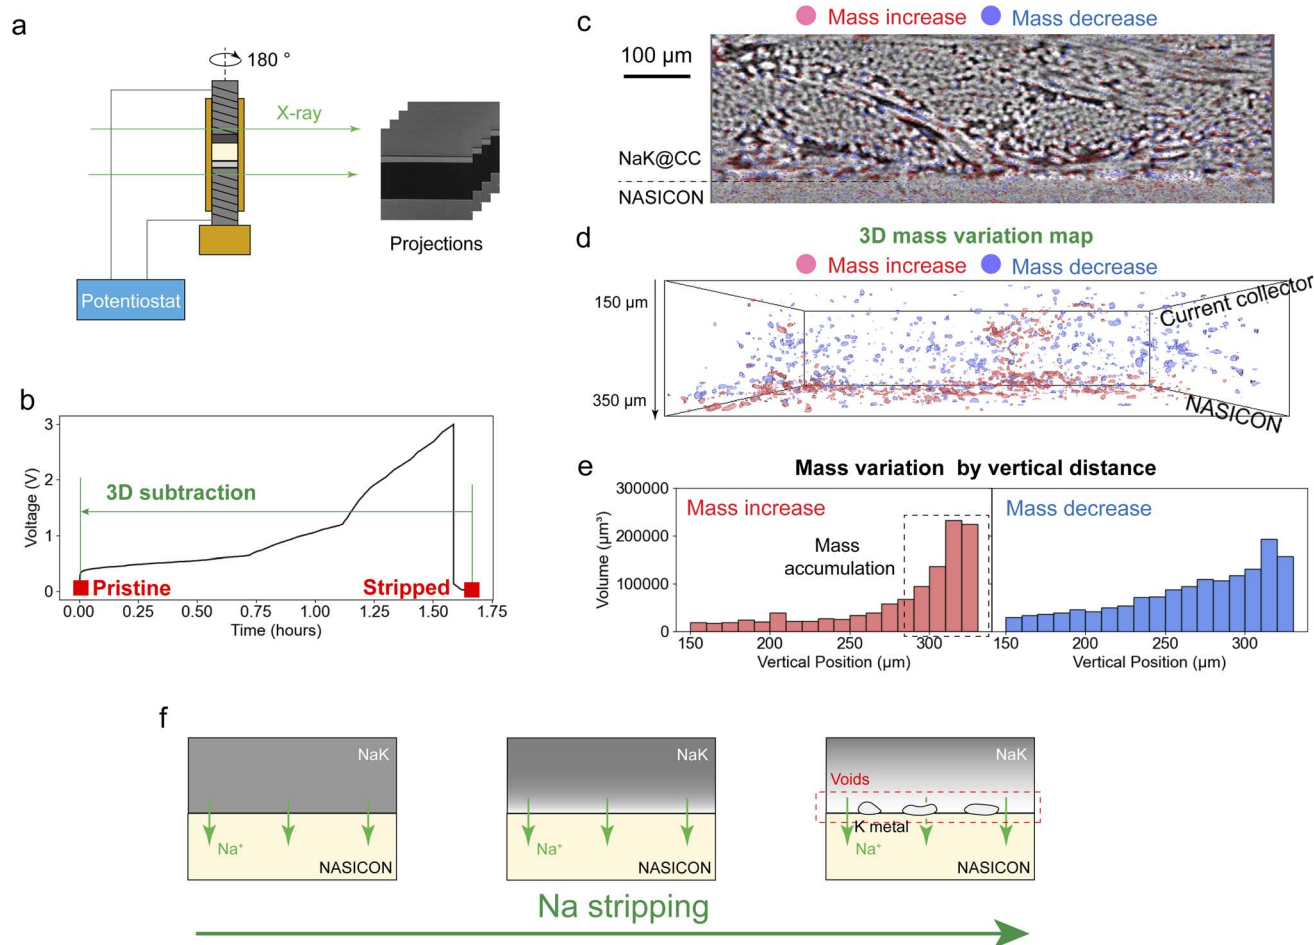 a
180 °
X-ray
Projections
Potentiostat
b
3
2
1
0
Voltage (V)
3D subtraction
Pristine
Stripped
0.00 0.25 0.50 0.75 1.00 1.25 1.50 1.75
Time (hours)
c
Mass increase Mass decrease
100 µm
NaK@CC
NASICON
d
3D mass variation map
Mass increase Mass decrease
150 µm
350 µm
Current collector
NASICON
e
Mass variation by vertical distance
300000
200000
100000
0
Volume (µm³)
Mass increase
Mass
accumulation
Mass decrease
150 200 250 300
Vertical Position (µm)
150 200 250 300
Vertical Position (µm)
f
NaK
Na⁺
NASICON
NaK
Na⁺
NASICON
NaK
Voids
K metal
Na⁺
NASICON
Na stripping